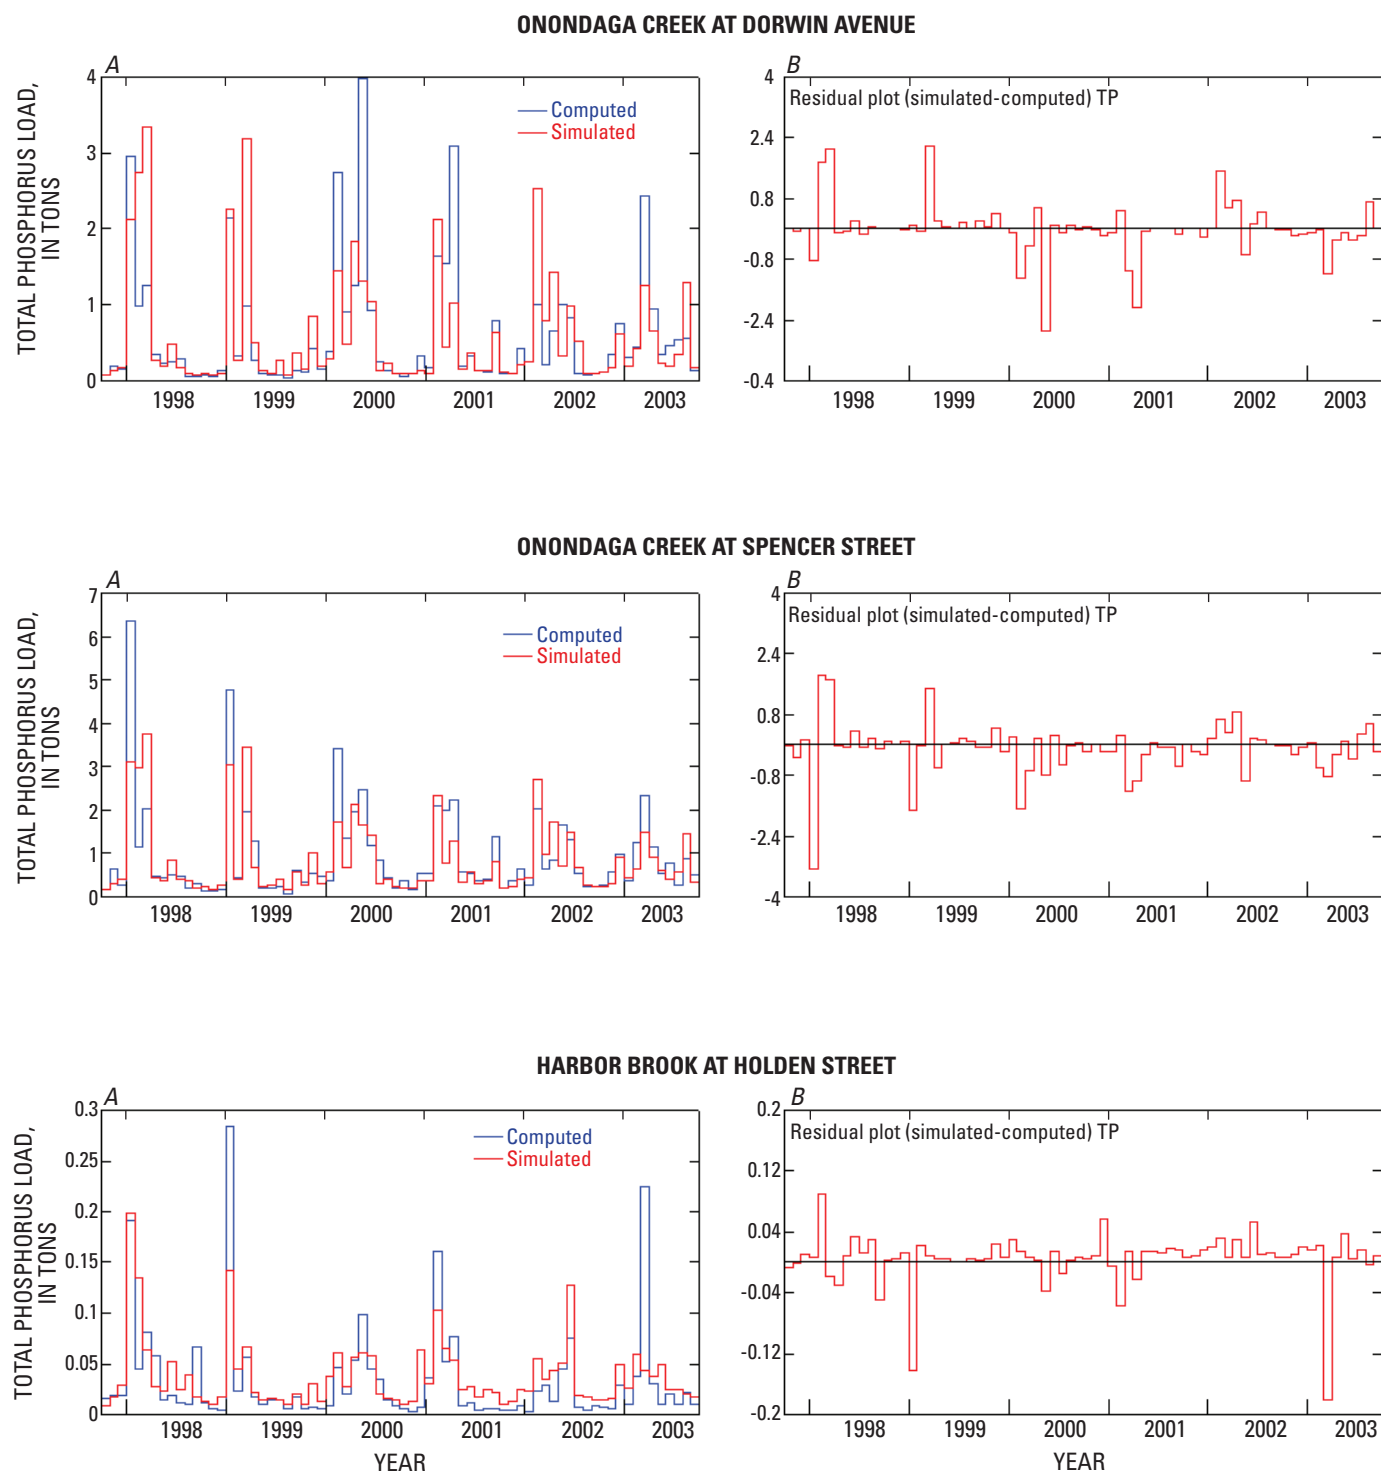 ONONDAGA CREEK AT DORWIN AVENUE
A
TOTAL PHOSPHORUS LOAD,
IN TONS
4
3
2
1
0
Computed
Simulated
1998 1999 2000 2001 2002 2003
B
Residual plot (simulated-computed) TP
4
2.4
0.8
-0.8
-2.4
-0.4
1998 1999 2000 2001 2002 2003
ONONDAGA CREEK AT SPENCER STREET
A
TOTAL PHOSPHORUS LOAD,
IN TONS
7
6
5
4
3
2
1
0
Computed
Simulated
1998 1999 2000 2001 2002 2003
B
Residual plot (simulated-computed) TP
4
2.4
0.8
-0.8
-2.4
-4
1998 1999 2000 2001 2002 2003
HARBOR BROOK AT HOLDEN STREET
A
TOTAL PHOSPHORUS LOAD,
IN TONS
0.3
0.25
0.2
0.15
0.1
0.05
0
Computed
Simulated
1998 1999 2000 2001 2002 2003
YEAR
B
Residual plot (simulated-computed) TP
0.2
0.12
0.04
-0.04
-0.12
-0.2
1998 1999 2000 2001 2002 2003
YEAR